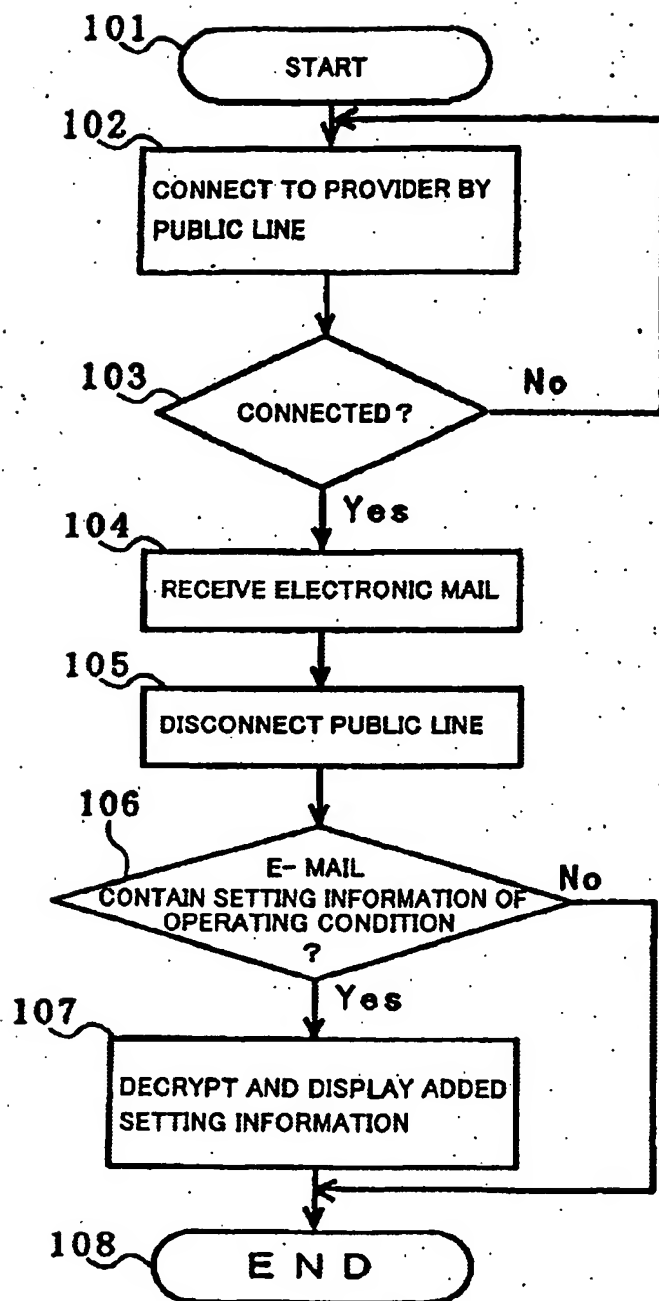 101
START
102
CONNECT TO PROVIDER BY
PUBLIC LINE
103
CONNECTED?
No
Yes
104
RECEIVE ELECTRONIC MAIL
105
DISCONNECT PUBLIC LINE
106
E-MAIL
CONTAIN SETTING INFORMATION OF
OPERATING CONDITION
?
No
Yes
107
DECRYPT AND DISPLAY ADDED
SETTING INFORMATION
108
END